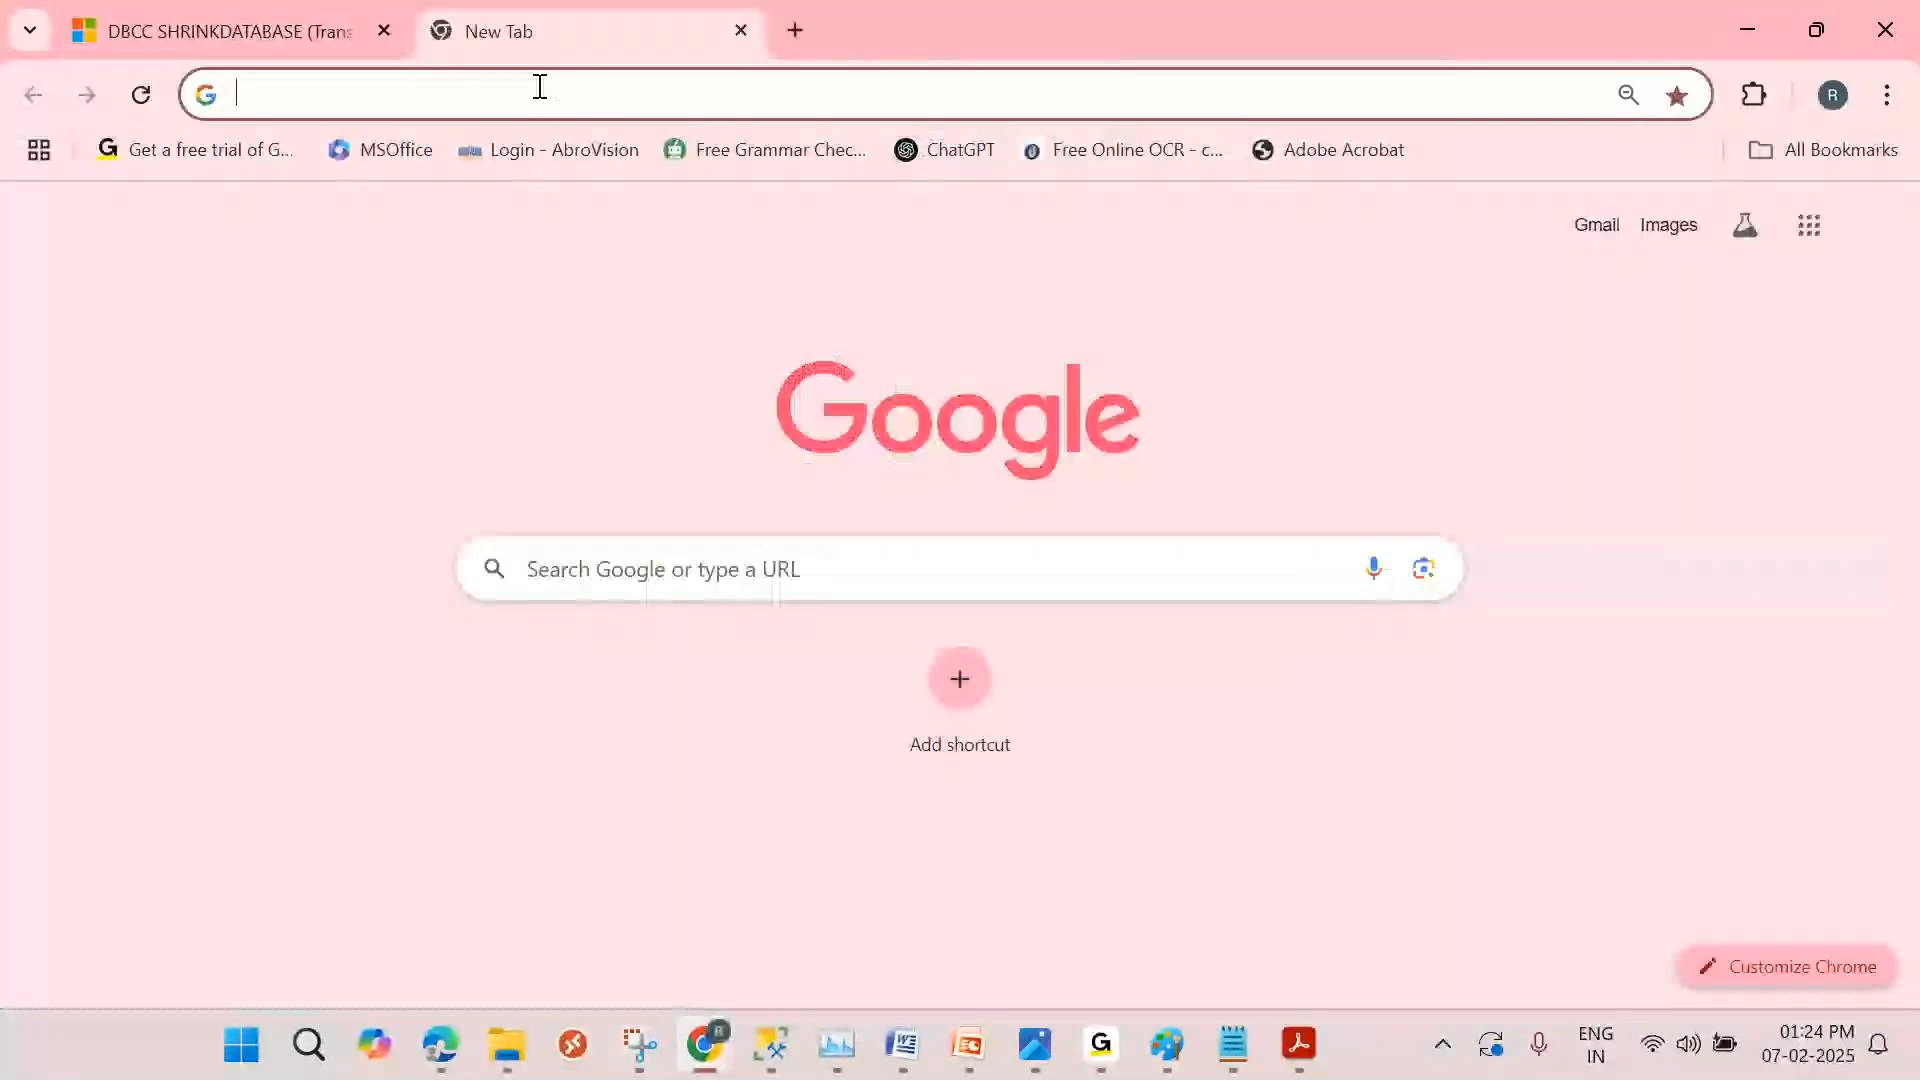 DBCC SHRINKDATABASE (Trans
New Tab
Get a free trial of G...
MSOffice
Login - AbroVision
Free Grammar Chec...
ChatGPT
Free Online OCR - c...
Adobe Acrobat
All Bookmarks
Gmail
Images
Google
Search Google or type a URL
Add shortcut
Customize Chrome
ENG
IN
01:24 PM
07-02-2025